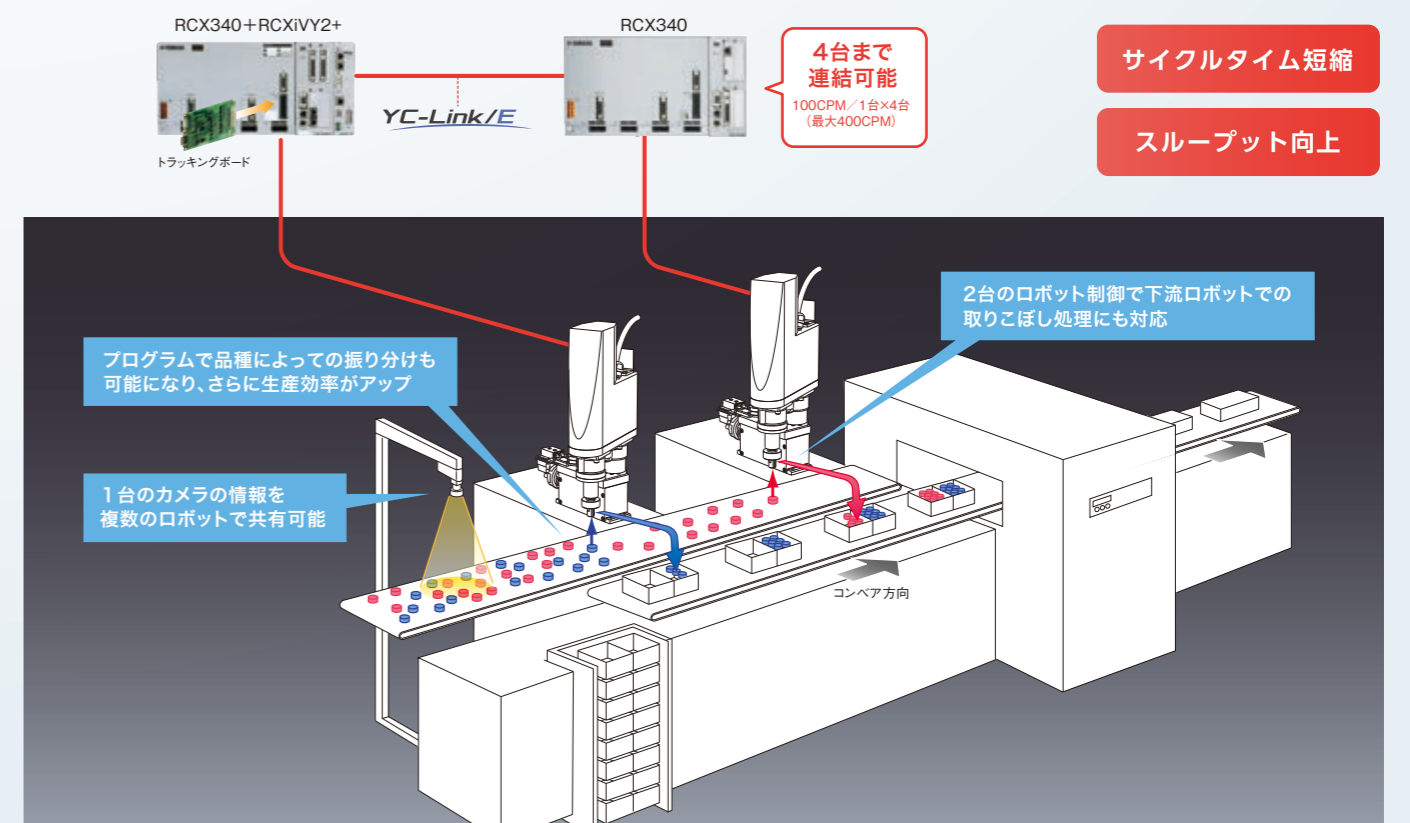 RCX340＋RCXiVY2+
RCX340
4台まで
連結可能
100CPM／1台×4台
（最大400CPM）
サイクルタイム短縮
スループット向上
YC-Link/E
トラッキングボード
2台のロボット制御で下流ロボットでの
取りこぼし処理にも対応
プログラムで品種によっての振り分けも
可能になり、さらに生産効率がアップ
1台のカメラの情報を
複数のロボットで共有可能
コンベア方向